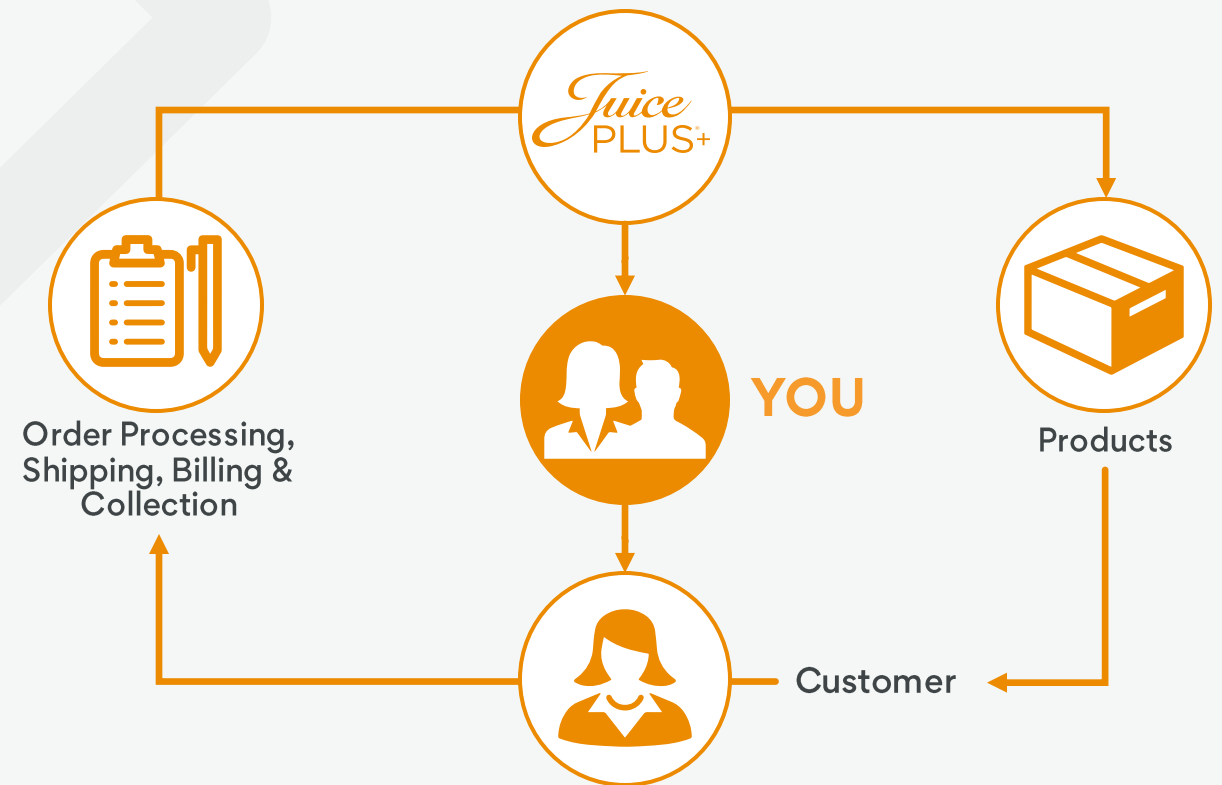 Juice
PLUS+
YOU
Order Processing,
Shipping, Billing &
Collection
Products
Customer